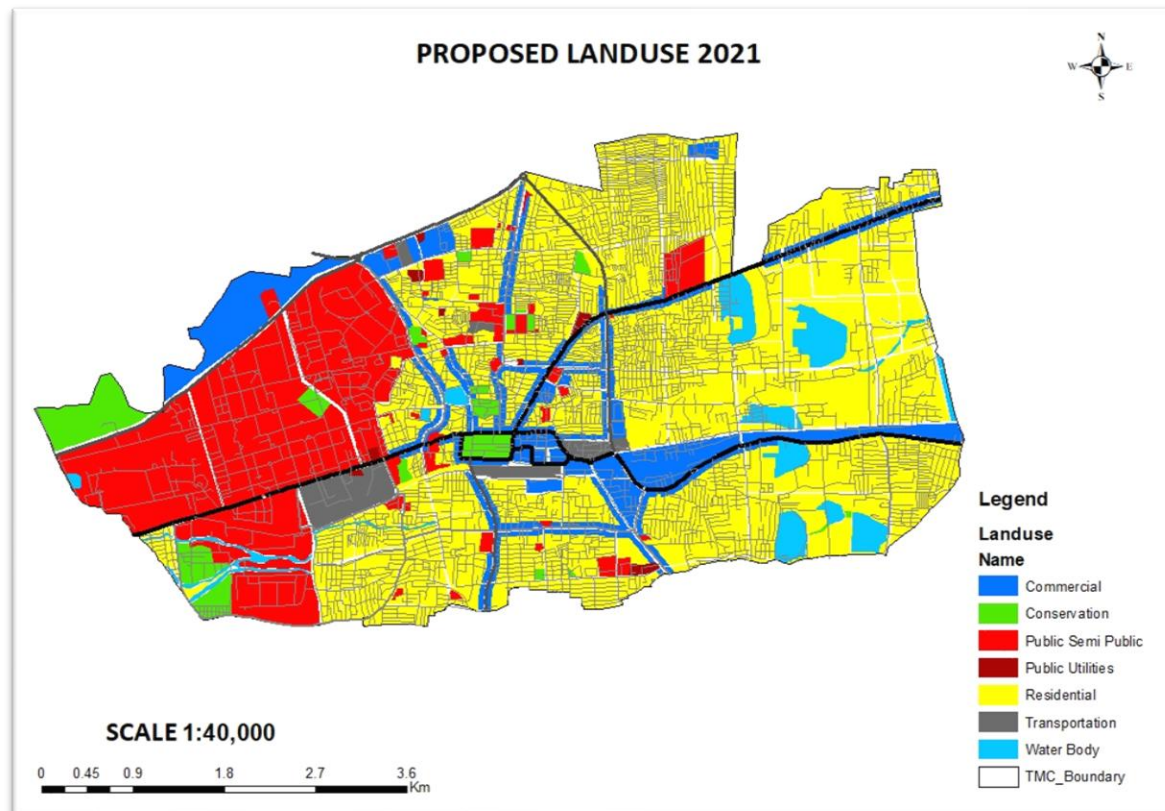 PROPOSED LANDUSE 2021
N
W E
S
Legend
Landuse
Name
Commercial
Conservation
Public Semi Public
Public Utilities
Residential
Transportation
Water Body
TMC_Boundary
SCALE 1:40,000
0 0.45 0.9 1.8 2.7 3.6
Km